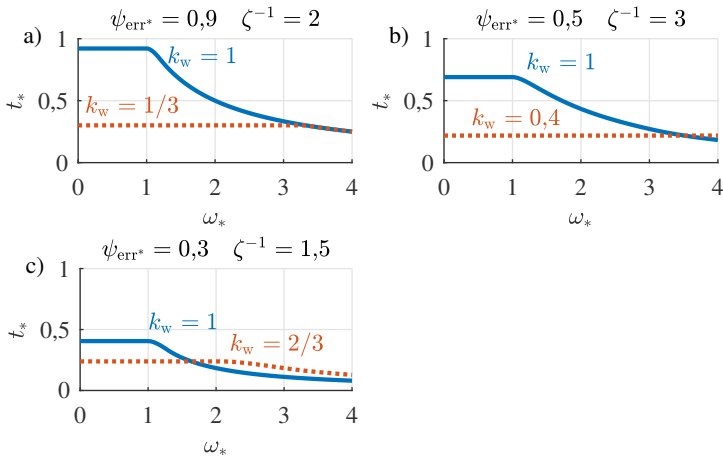 ψerr* = 0,9 ζ⁻¹ = 2
a)
1
0,5
0
t*
kw = 1
kw = 1/3
0 1 2 3 4
ω*
ψerr* = 0,5 ζ⁻¹ = 3
b)
1
0,5
0
t*
kw = 1
kw = 0,4
0 1 2 3 4
ω*
ψerr* = 0,3 ζ⁻¹ = 1,5
c)
1
0,5
0
t*
kw = 1
kw = 2/3
0 1 2 3 4
ω*